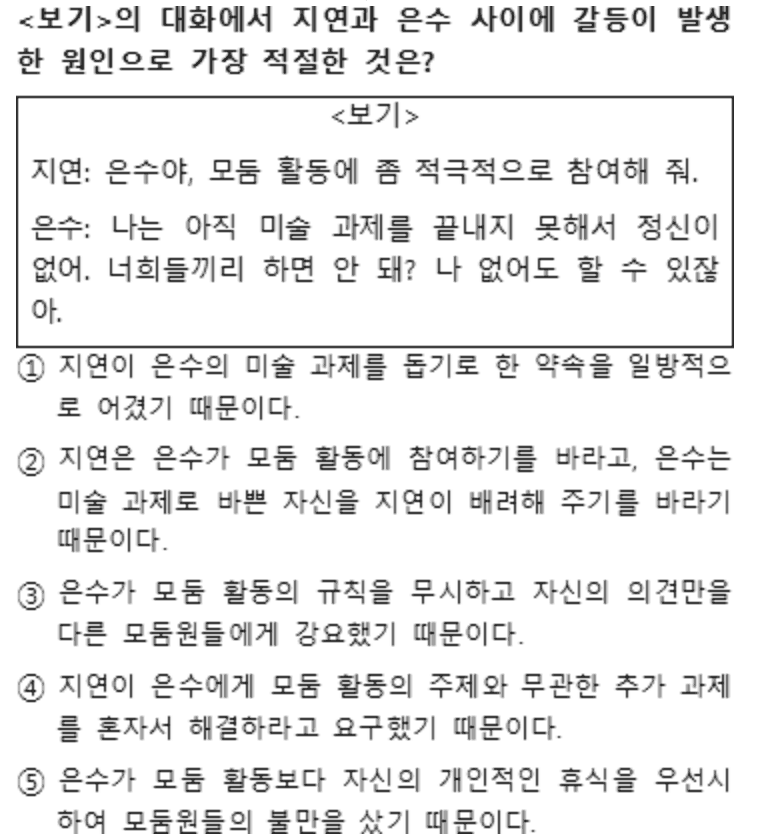 <보기>의 대화에서 지연과 은수 사이에 갈등이 발생
한 원인으로 가장 적절한 것은?
<보기>
지연: 은수야, 모둠 활동에 좀 적극적으로 참여해 줘.
은수: 나는 아직 미술 과제를 끝내지 못해서 정신이
없어. 너희들끼리 하면 안 돼? 나 없어도 할 수 있잖
아.
① 지연이 은수의 미술 과제를 돕기로 한 약속을 일방적으
로 어겼기 때문이다.
② 지연은 은수가 모둠 활동에 참여하기를 바라고, 은수는
미술 과제로 바쁜 자신을 지연이 배려해 주기를 바라기
때문이다.
③ 은수가 모둠 활동의 규칙을 무시하고 자신의 의견만을
다른 모둠원들에게 강요했기 때문이다.
④ 지연이 은수에게 모둠 활동의 주제와 무관한 추가 과제
를 혼자서 해결하라고 요구했기 때문이다.
⑤ 은수가 모둠 활동보다 자신의 개인적인 휴식을 우선시
하여 모둠원들의 불만을 샀기 때문이다.